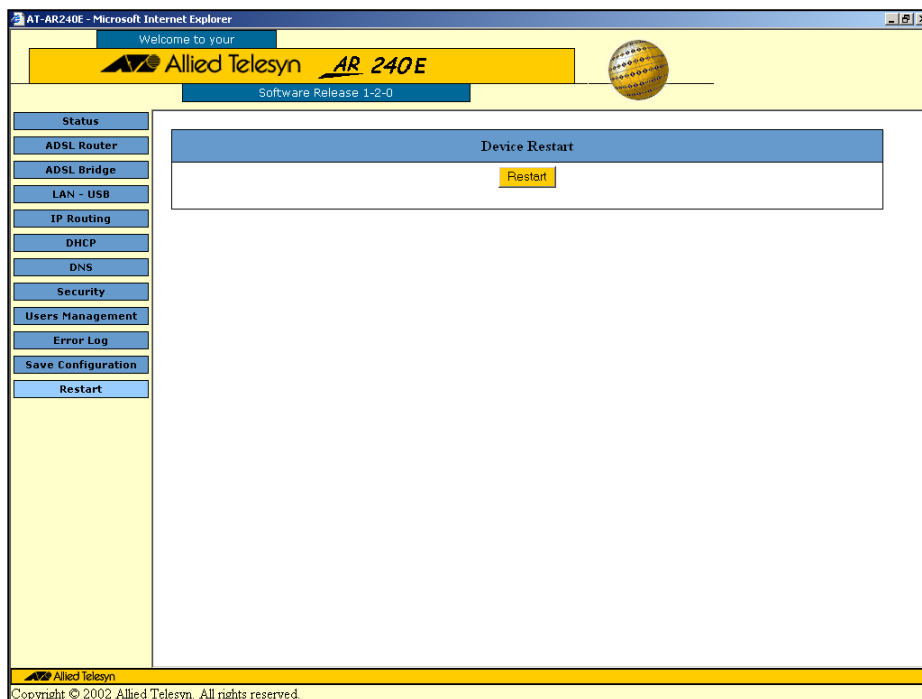 AT-AR240E - Microsoft Internet Explorer
Welcome to your
Allied Telesyn AR 240E
Software Release 1-2-0
Status
ADSL Router
ADSL Bridge
LAN - USB
IP Routing
DHCP
DNS
Security
Users Management
Error Log
Save Configuration
Restart
Device Restart
Restart
Allied Telesyn
Copyright © 2002 Allied Telesyn. All rights reserved.